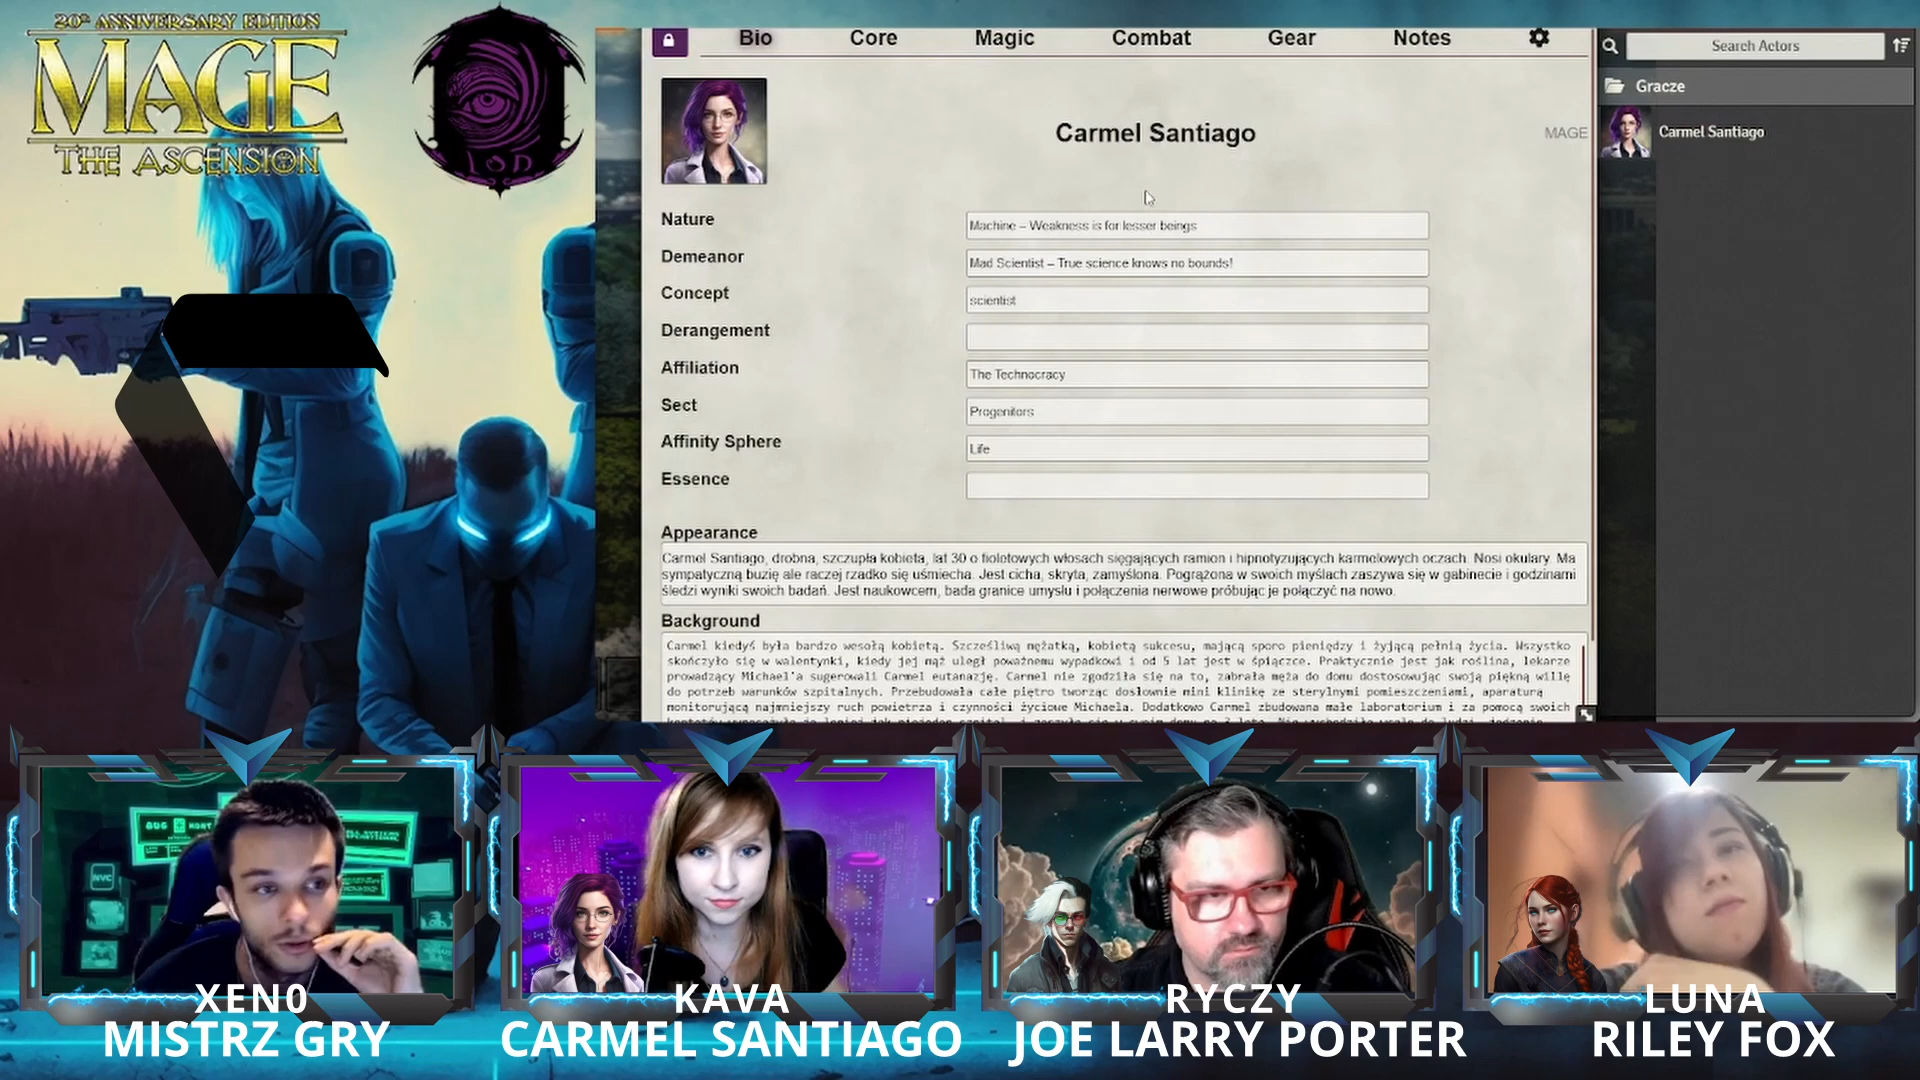 20th ANNIVERSARY EDITION
MAGE
THE ASCENSION
Bio
Core
Magic
Combat
Gear
Notes
Search Actors
Gracze
Carmel Santiago
Carmel Santiago
MAGE
Nature
Machine – Weakness is for lesser beings
Demeanor
Mad Scientist – True science knows no bounds!
Concept
scientist
Derangement
Affiliation
The Technocracy
Sect
Progenitors
Affinity Sphere
Life
Essence
Appearance
Carmel Santiago, drobna, szczupła kobieta, lat 30 o fioletowych włosach sięgających ramion i hipnotyzujących karmelowych oczach. Nosi okulary. Ma
sympatyczną buzię ale raczej rzadko się uśmiecha. Jest cicha, skryta, zamyślona. Pogrążona w swoich myślach zaszywa się w gabinecie i godzinami
śledzi wyniki swoich badań. Jest naukowcem, bada granice umysłu i połączenia nerwowe próbując je połączyć na nowo.
Background
Carmel kiedyś była bardzo wesołą kobietą. Szczęśliwą mężatką, kobietą sukcesu, mającą sporo pieniędzy i żyjącą pełnią życia. Wszystko
skończyło się w walentynki, kiedy jej mąż uległ poważnemu wypadkowi i od 5 lat jest w śpiączce. Praktycznie jest jak roślina, lekarze
prowadzący Michael'a sugerowali Carmel eutanazję. Carmel nie zgodziła się na to, zabrała męża do domu dostosowując swoją piękną willę
do potrzeb warunków szpitalnych. Przebudowała całe piętro tworząc dosłownie mini klinikę ze sterylnymi pomieszczeniami, aparaturą
monitorującą najmniejszy ruch powietrza i czynności życiowe Michaela. Dodatkowo Carmel zbudowana małe laboratorium i za pomocą swoich
NVC
XEN0
MISTRZ GRY
KAVA
CARMEL SANTIAGO
RYCZY
JOE LARRY PORTER
LUNA
RILEY FOX